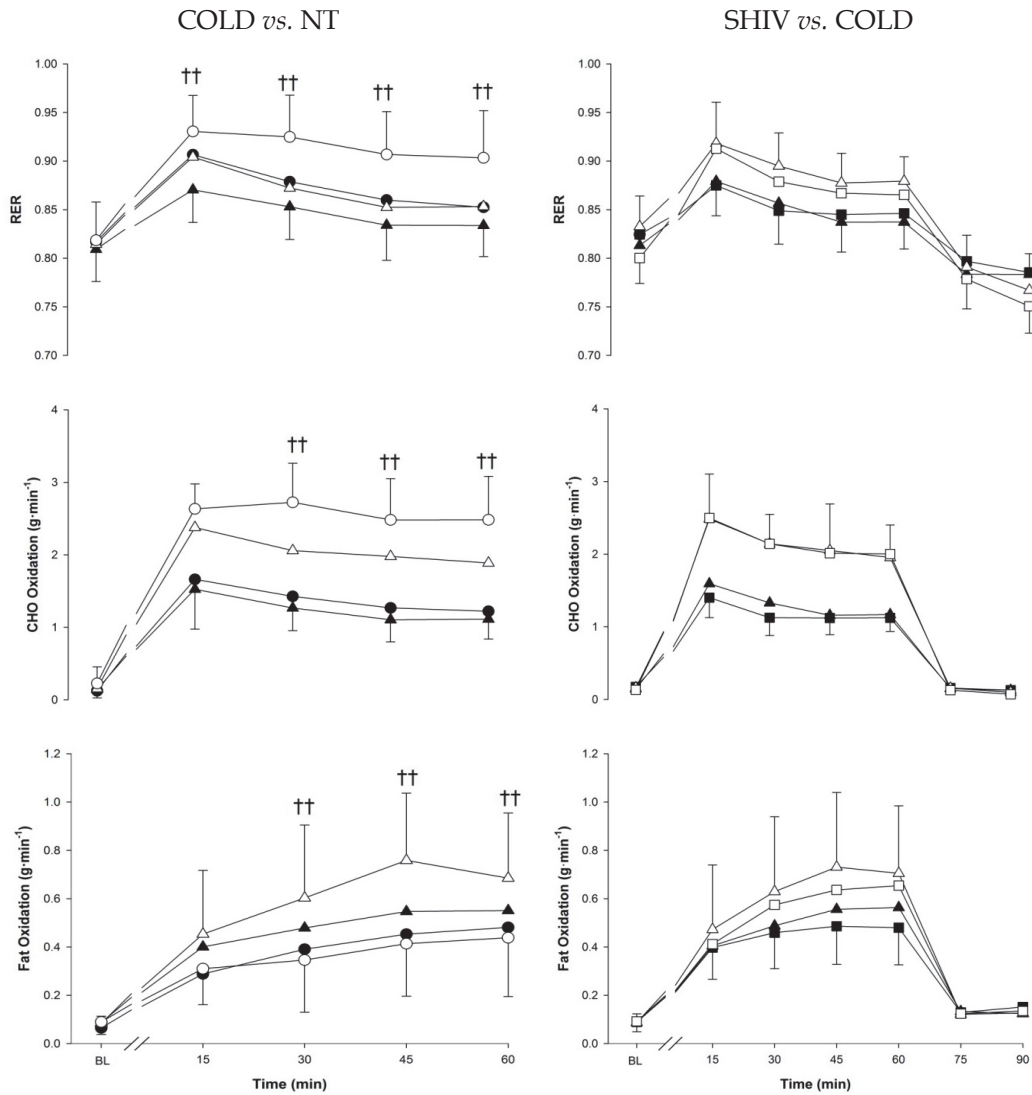 COLD vs. NT
SHIV vs. COLD
1.00
0.95
0.90
0.85
0.80
0.75
0.70
RER
†† †† †† ††
1.00
0.95
0.90
0.85
0.80
0.75
0.70
RER
4
3
2
1
0
CHO Oxidation (g·min⁻¹)
†† †† ††
4
3
2
1
0
CHO Oxidation (g·min⁻¹)
1.2
1.0
0.8
0.6
0.4
0.2
0.0
Fat Oxidation (g·min⁻¹)
†† †† ††
BL 15 30 45 60
Time (min)
1.2
1.0
0.8
0.6
0.4
0.2
0.0
Fat Oxidation (g·min⁻¹)
BL 15 30 45 60 75 90
Time (min)